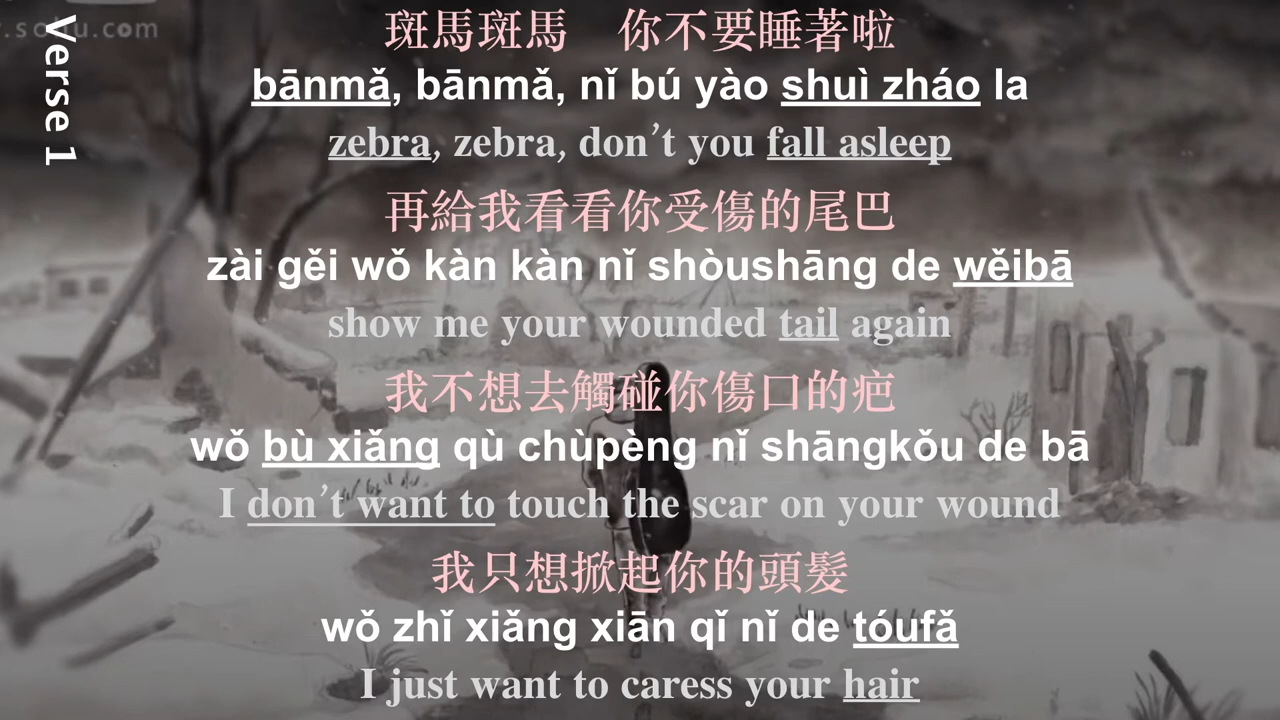 .sohu.com
Verse 1
斑馬斑馬　你不要睡著啦
bānmǎ, bānmǎ, nǐ bú yào shuì zháo la
zebra, zebra, don't you fall asleep
再給我看看你受傷的尾巴
zài gěi wǒ kàn kàn nǐ shòushāng de wěibā
show me your wounded tail again
我不想去觸碰你傷口的疤
wǒ bù xiǎng qù chùpèng nǐ shāngkǒu de bā
I don't want to touch the scar on your wound
我只想掀起你的頭髮
wǒ zhǐ xiǎng xiān qǐ nǐ de tóufǎ
I just want to caress your hair